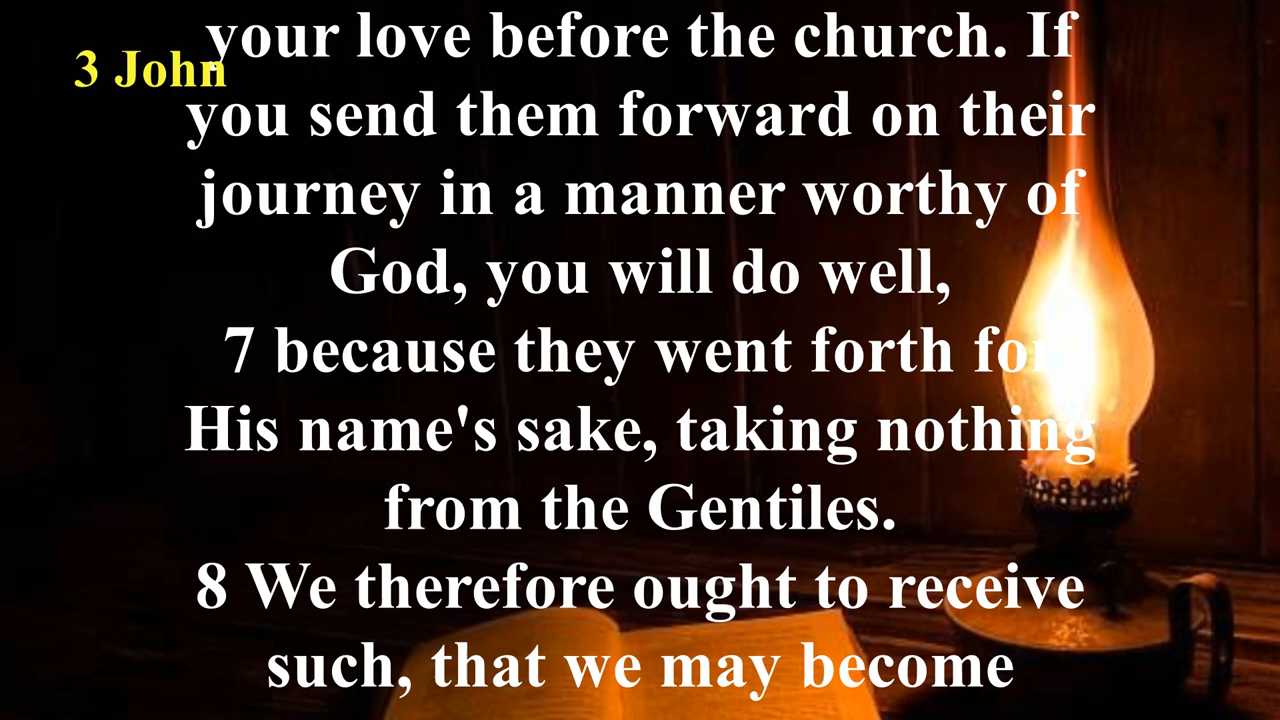 3 John
your love before the church. If
you send them forward on their
journey in a manner worthy of
God, you will do well,
7 because they went forth for
His name's sake, taking nothing
from the Gentiles.
8 We therefore ought to receive
such, that we may become